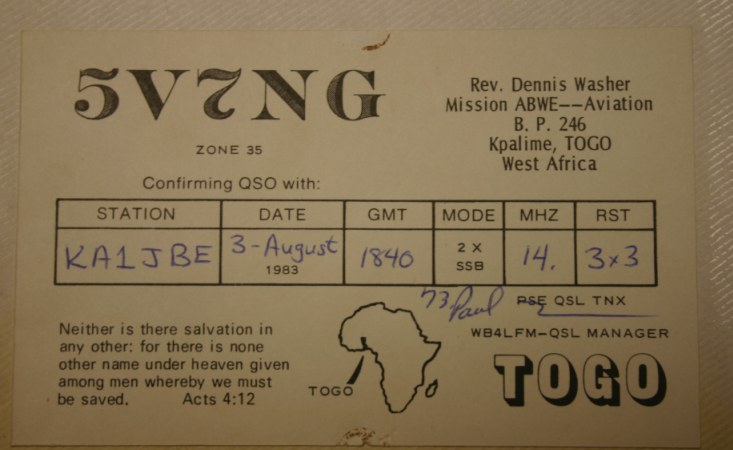 5V7NG
ZONE 35
Rev. Dennis Washer
Mission ABWE--Aviation
B. P. 246
Kpalime, TOGO
West Africa
Confirming QSO with:
STATION DATE GMT MODE MHZ RST
KA1JBE 3-August 1983 1840 2 X SSB 14. 3x3
73 Paul PSE QSL TNX
WB4LFM-QSL MANAGER
Neither is there salvation in
any other: for there is none
other name under heaven given
among men whereby we must
be saved. Acts 4:12
TOGO
TOGO